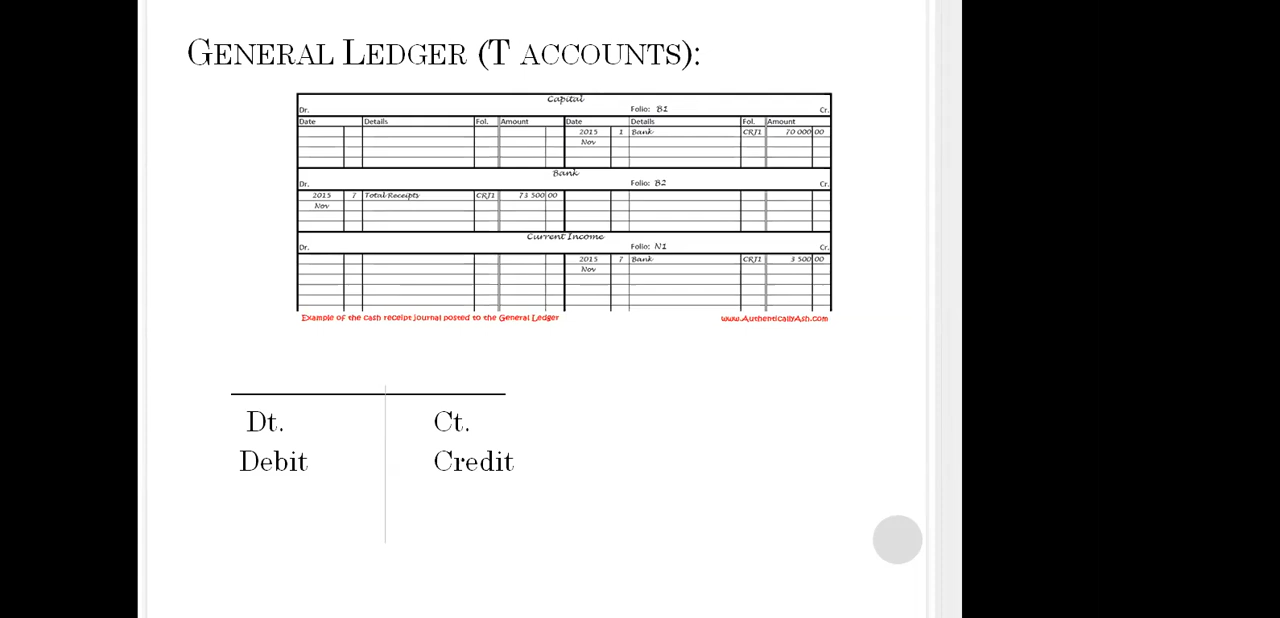 GENERAL LEDGER (T ACCOUNTS):
Capital
Dr. Folio: B1 Cr.
Date Details Fol. Amount Date Details Fol. Amount
2015 1 Bank CRJ1 70 000 00
Nov
Bank
Dr. Folio: B2 Cr.
2015 7 Total Receipts CRJ1 73 500 00
Nov
Current Income
Dr. Folio: N1 Cr.
2015 7 Bank CRJ1 3 500 00
Nov
Example of the cash receipt journal posted to the General Ledger www.AuthenticallyAsh.com
Dt. Ct.
Debit Credit